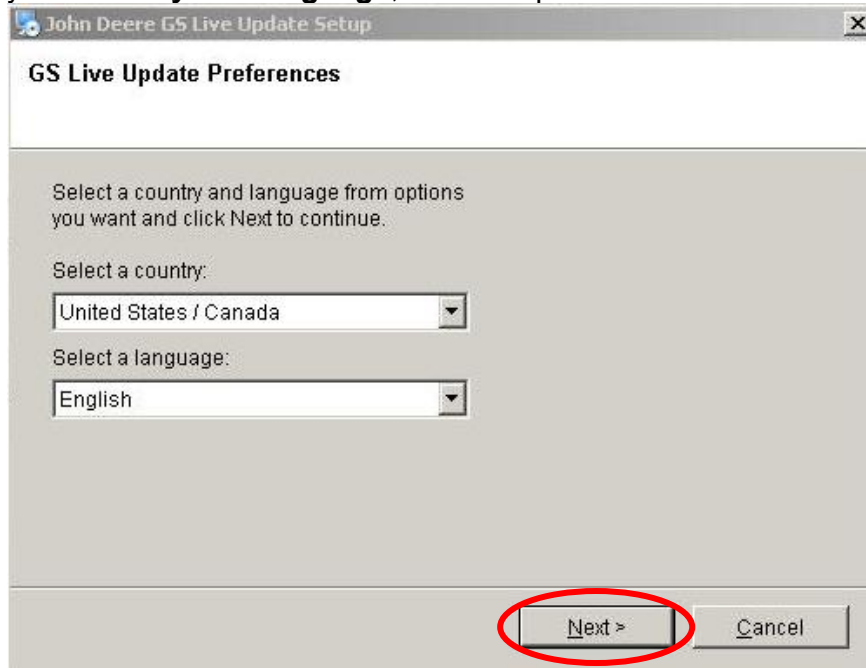 John Deere GS Live Update Setup
GS Live Update Preferences
Select a country and language from options
you want and click Next to continue.
Select a country:
United States / Canada
Select a language:
English
Next >
Cancel